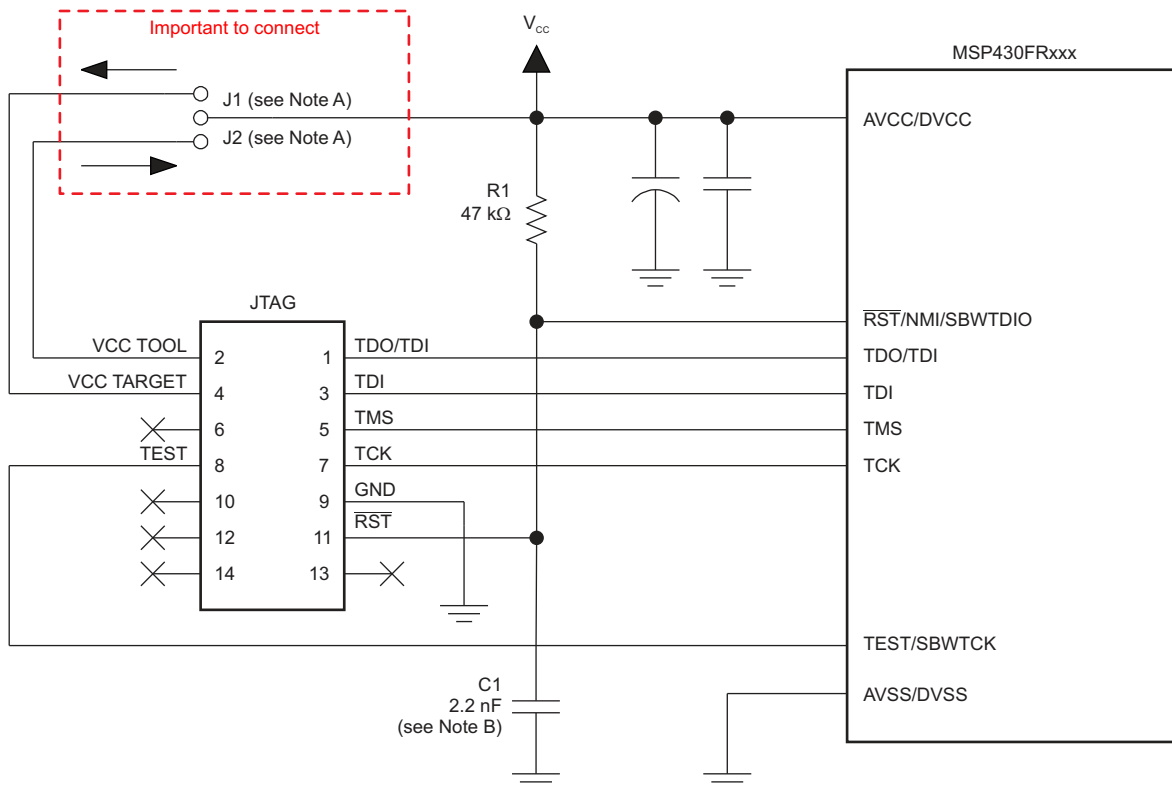 Important to connect
J1 (see Note A)
J2 (see Note A)
VCC
MSP430FRxxx
AVCC/DVCC
R1
47 kΩ
JTAG
RST/NMI/SBWTDIO
VCC TOOL
2
1
TDO/TDI
TDO/TDI
VCC TARGET
4
3
TDI
TDI
6
5
TMS
TMS
TEST
8
7
TCK
TCK
10
9
GND
12
11
RST
14
13
TEST/SBWTCK
C1
2.2 nF
(see Note B)
AVSS/DVSS